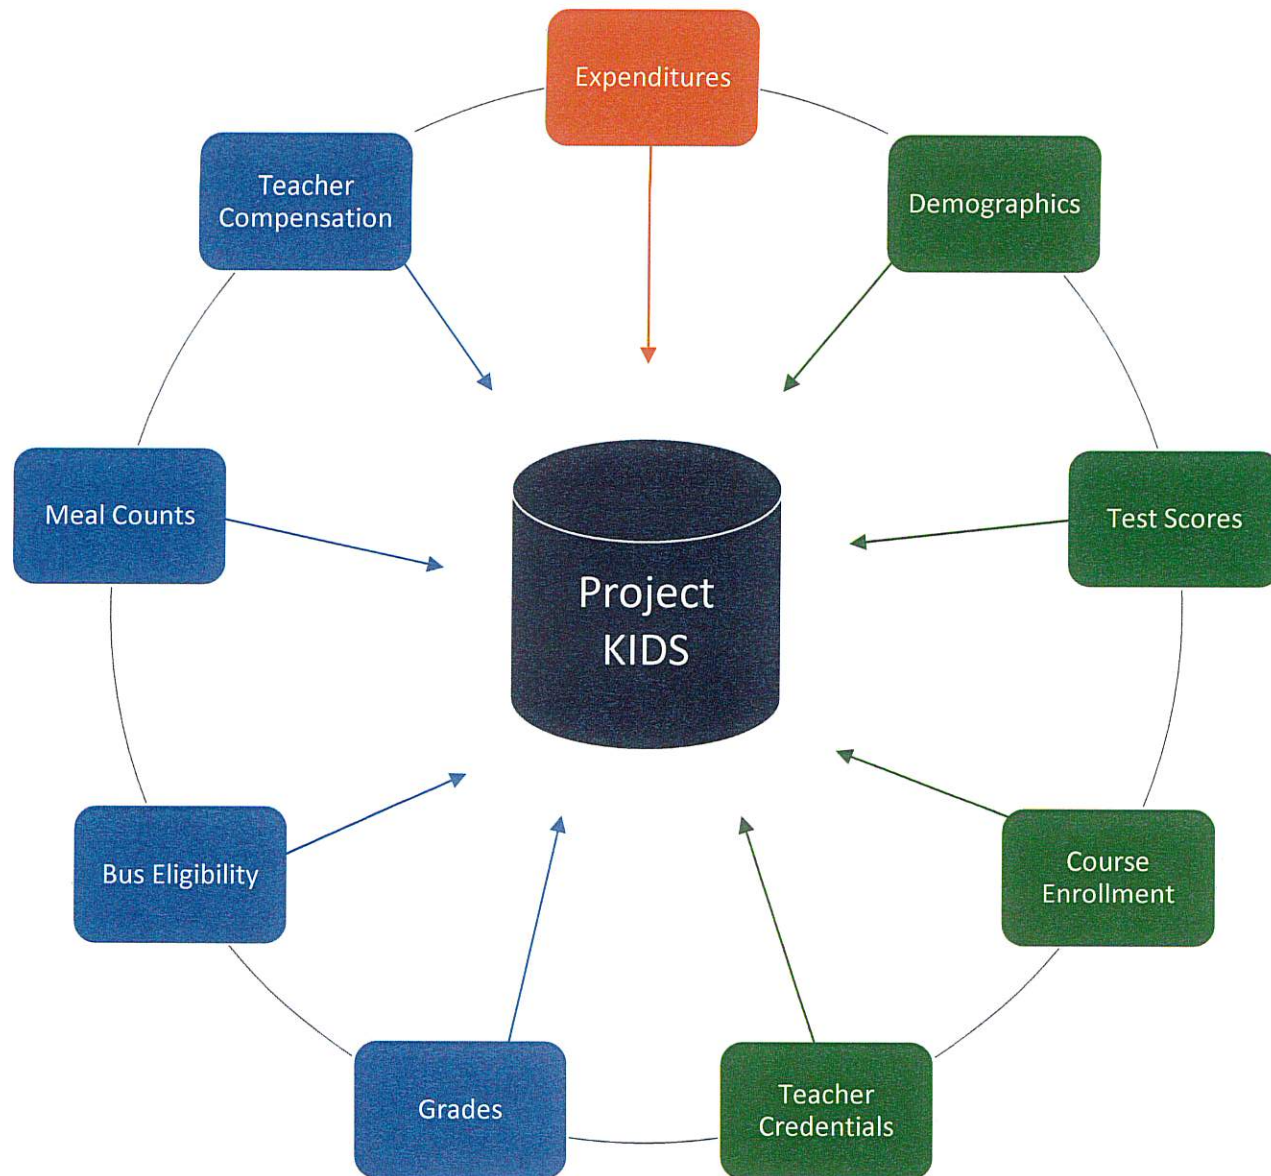 Expenditures
Teacher
Compensation
Demographics
Meal Counts
Test Scores
Project
KIDS
Bus Eligibility
Course
Enrollment
Grades
Teacher
Credentials